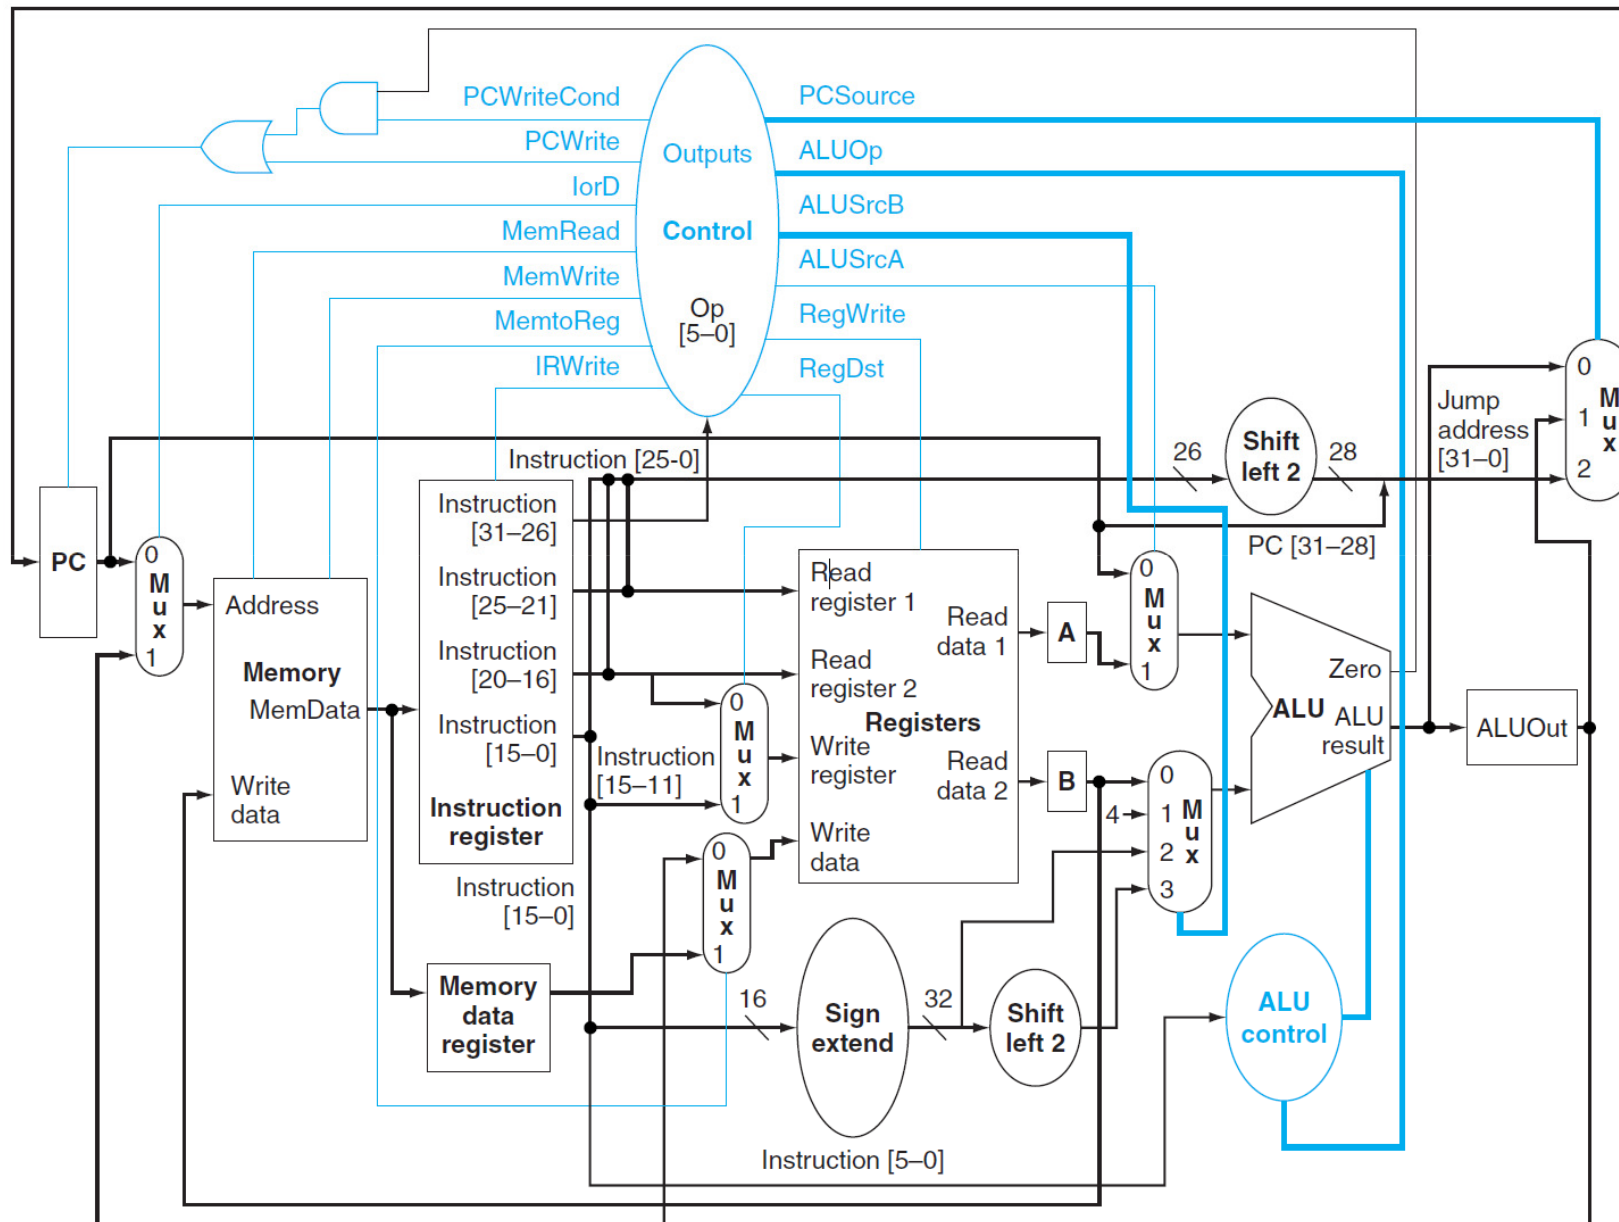 PCWriteCond
PCWrite
IorD
MemRead
MemWrite
MemtoReg
IRWrite
Outputs
Control
Op
[5–0]
PCSource
ALUOp
ALUSrcB
ALUSrcA
RegWrite
RegDst
Instruction [25-0]
26
Shift
left 2
28
Jump
address
[31–0]
0
1
2
M
u
x
PC [31–28]
PC
0
M
u
x
1
Address
Memory
MemData
Write
data
Instruction
[31–26]
Instruction
[25–21]
Instruction
[20–16]
Instruction
[15–0]
Instruction
register
Instruction
[15–0]
Instruction
[15–11]
0
M
u
x
1
0
M
u
x
1
Memory
data
register
Read
register 1
Read
register 2
Registers
Write
register
Write
data
Read
data 1
Read
data 2
A
B
0
M
u
x
1
0
4
1
2
3
M
u
x
Zero
ALU
ALU
result
ALUOut
16
Sign
extend
32
Shift
left 2
ALU
control
Instruction [5–0]